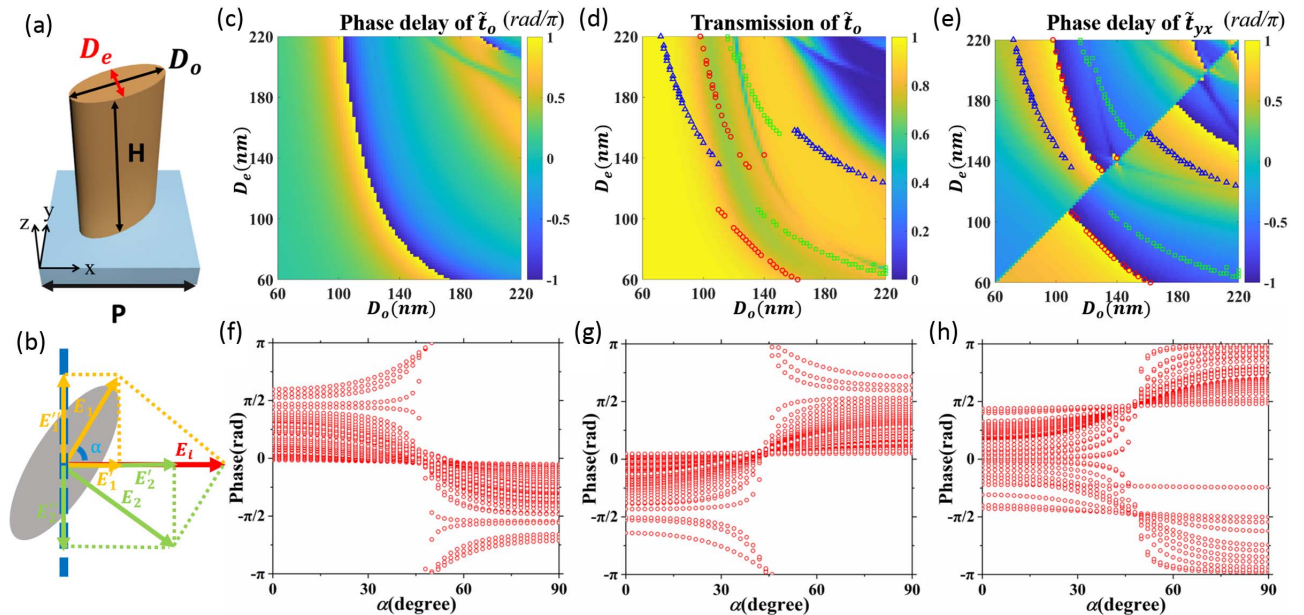 (a)
D_e
D_o
H
z
y
x
P
(c)
Phase delay of t̃_o (rad/π)
220
180
140
100
60
D_e(nm)
60 100 140 180 220
D_o(nm)
1
0.5
0
-0.5
-1
(d)
Transmission of t̃_o
220
180
140
100
60
D_e(nm)
60 100 140 180 220
D_o(nm)
1
0.8
0.6
0.4
0.2
0
(e)
Phase delay of t̃_yx (rad/π)
220
180
140
100
60
D_e(nm)
60 100 140 180 220
D_o(nm)
1
0.5
0
-0.5
-1
(b)
E_1
α
E_i
E'_1
E'_2
E_2
(f)
π
π/2
0
-π/2
-π
Phase(rad)
0 30 60 90
α(degree)
(g)
π
π/2
0
-π/2
-π
Phase(rad)
0 30 60 90
α(degree)
(h)
π
π/2
0
-π/2
-π
Phase(rad)
0 30 60 90
α(degree)